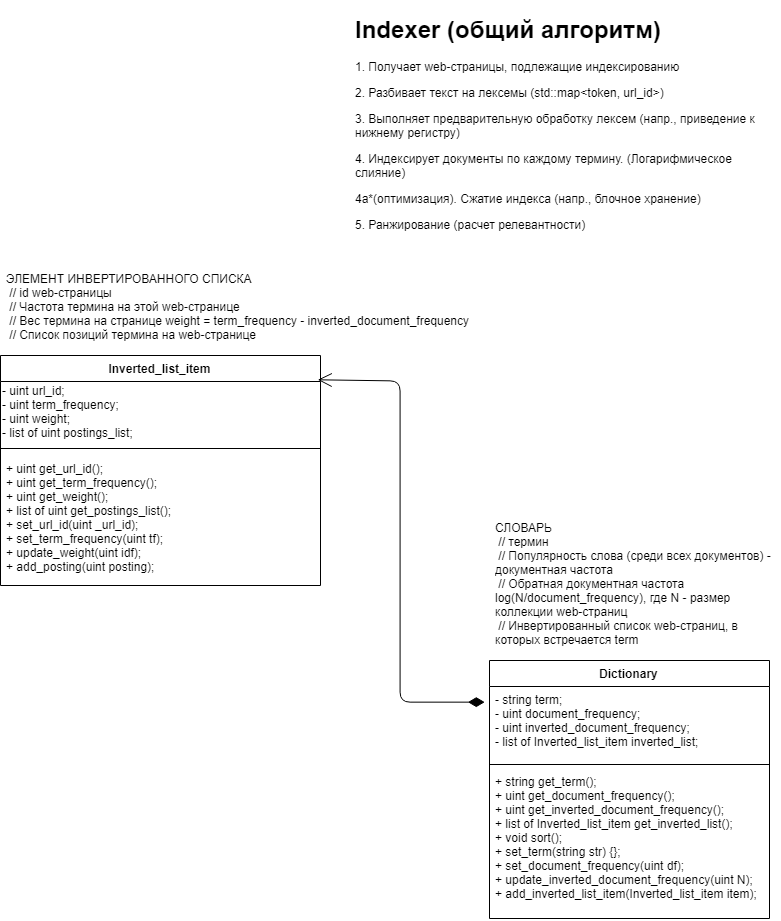 Indexer (общий алгоритм)
1. Получает web-страницы, подлежащие индексированию
2. Разбивает текст на лексемы (std::map<token, url_id>)
3. Выполняет предварительную обработку лексем (напр., приведение к
нижнему регистру)
4. Индексирует документы по каждому термину. (Логарифмическое
слияние)
4a*(оптимизация). Сжатие индекса (напр., блочное хранение)
5. Ранжирование (расчет релевантности)
ЭЛЕМЕНТ ИНВЕРТИРОВАННОГО СПИСКА
// id web-страницы
// Частота термина на этой web-странице
// Вес термина на странице weight = term_frequency - inverted_document_frequency
// Список позиций термина на web-странице
Inverted_list_item
- uint url_id;
- uint term_frequency;
- uint weight;
- list of uint postings_list;
+ uint get_url_id();
+ uint get_term_frequency();
+ uint get_weight();
+ list of uint get_postings_list();
+ set_url_id(uint _url_id);
+ set_term_frequency(uint tf);
+ update_weight(uint idf);
+ add_posting(uint posting);
СЛОВАРЬ
// термин
// Популярность слова (среди всех документов) -
документная частота
// Обратная документная частота
log(N/document_frequency), где N - размер
коллекции web-страниц
// Инвертированный список web-страниц, в
которых встречается term
Dictionary
- string term;
- uint document_frequency;
- uint inverted_document_frequency;
- list of Inverted_list_item inverted_list;
+ string get_term();
+ uint get_document_frequency();
+ uint get_inverted_document_frequency();
+ list of Inverted_list_item get_inverted_list();
+ void sort();
+ set_term(string str) {};
+ set_document_frequency(uint df);
+ update_inverted_document_frequency(uint N);
+ add_inverted_list_item(Inverted_list_item item);